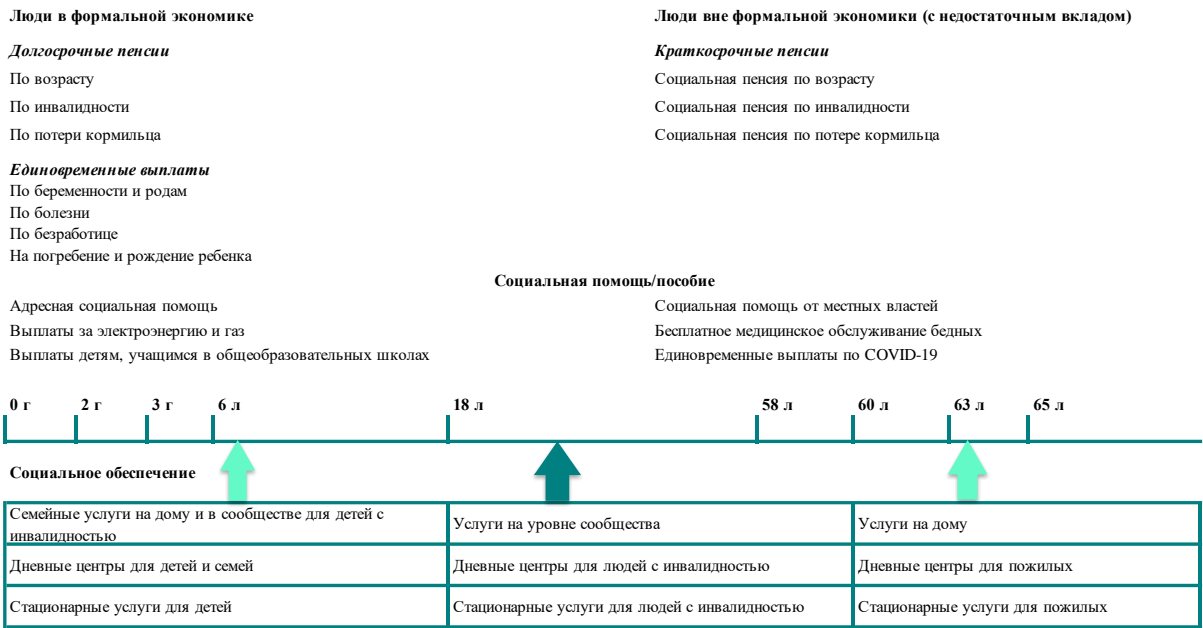 Люди в формальной экономике
Люди вне формальной экономики (с недостаточным вкладом)
Долгосрочные пенсии
Краткосрочные пенсии
По возрасту
Социальная пенсия по возрасту
По инвалидности
Социальная пенсия по инвалидности
По потери кормильца
Социальная пенсия по потере кормильца
Единовременные выплаты
По беременности и родам
По болезни
По безработице
На погребение и рождение ребенка
Социальная помощь/пособие
Адресная социальная помощь
Социальная помощь от местных властей
Выплаты за электроэнергию и газ
Бесплатное медицинское обслуживание бедных
Выплаты детям, учащимся в общеобразовательных школах
Единовременные выплаты по COVID-19
0 г 2 г 3 г 6 л 18 л 58 л 60 л 63 л 65 л
Социальное обеспечение
Семейные услуги на дому и в сообществе для детей с
инвалидностью
Услуги на уровне сообщества
Услуги на дому
Дневные центры для детей и семей
Дневные центры для людей с инвалидностью
Дневные центры для пожилых
Стационарные услуги для детей
Стационарные услуги для людей с инвалидностью
Стационарные услуги для пожилых